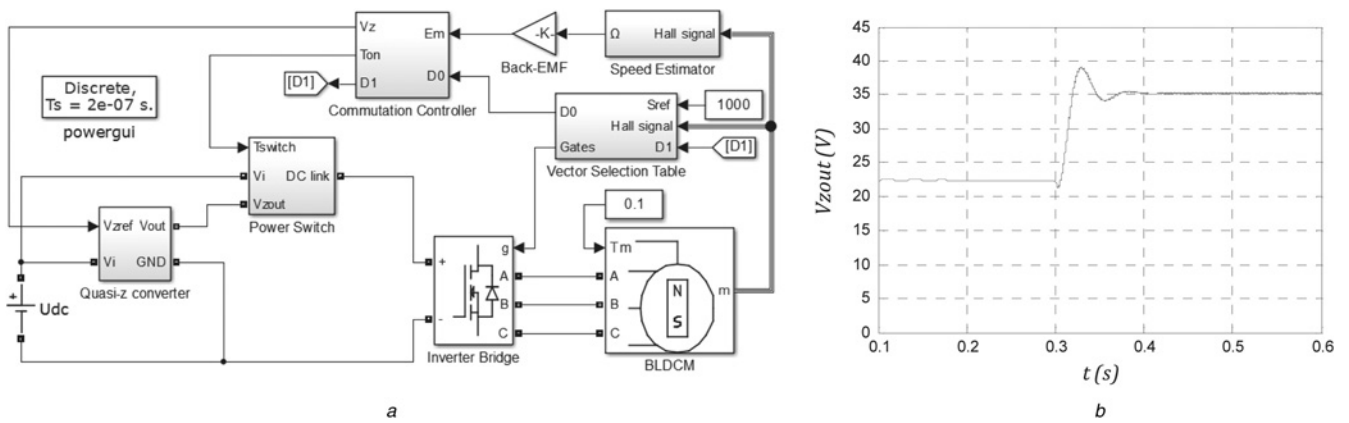 Vz
Ton
D1
Em
D0
Commutation Controller
[D1]
-K-
Back-EMF
Ω
Hall signal
Speed Estimator
Discrete,
Ts = 2e-07 s.
powergui
D0
Gates
Sref
Hall signal
D1
Vector Selection Table
1000
[D1]
Tswitch
Vi
DC link
Vzout
Power Switch
0.1
Vzref
Vout
Vi
GND
Quasi-z converter
+
Udc
g
+
-
A
B
C
Inverter Bridge
Tm
A
B
C
N
S
m
BLDCM
a
Vzout (V)
45
40
35
30
25
20
15
10
5
0
0.1
0.2
0.3
0.4
0.5
0.6
t (s)
b